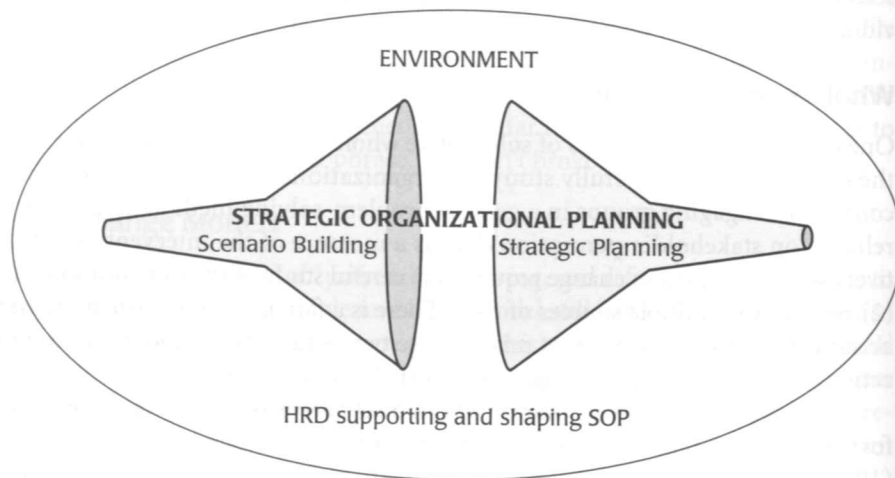 ENVIRONMENT
STRATEGIC ORGANIZATIONAL PLANNING
Scenario Building
Strategic Planning
HRD supporting and shaping SOP